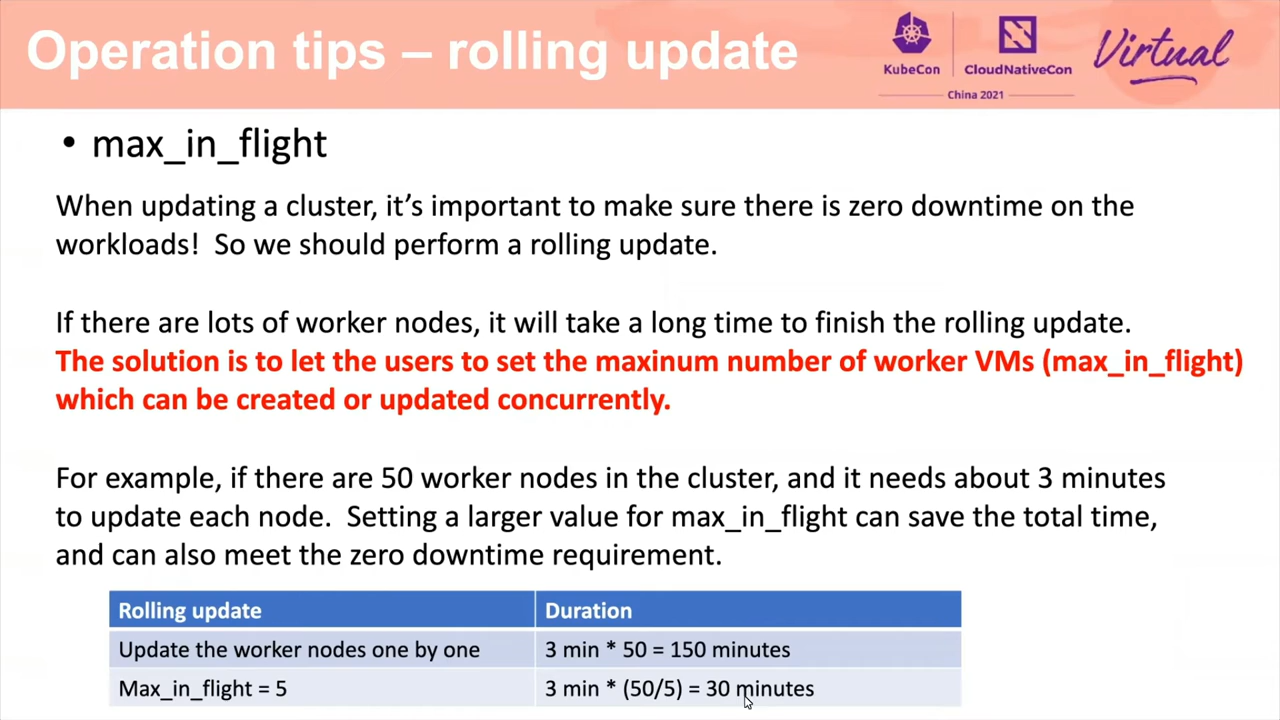 Operation tips – rolling update
KubeCon
CloudNativeCon
Virtual
China 2021
• max_in_flight
When updating a cluster, it’s important to make sure there is zero downtime on the
workloads!  So we should perform a rolling update.
If there are lots of worker nodes, it will take a long time to finish the rolling update.
The solution is to let the users to set the maxinum number of worker VMs (max_in_flight)
which can be created or updated concurrently.
For example, if there are 50 worker nodes in the cluster, and it needs about 3 minutes
to update each node.  Setting a larger value for max_in_flight can save the total time,
and can also meet the zero downtime requirement.
Rolling update Duration
Update the worker nodes one by one 3 min * 50 = 150 minutes
Max_in_flight = 5 3 min * (50/5) = 30 minutes